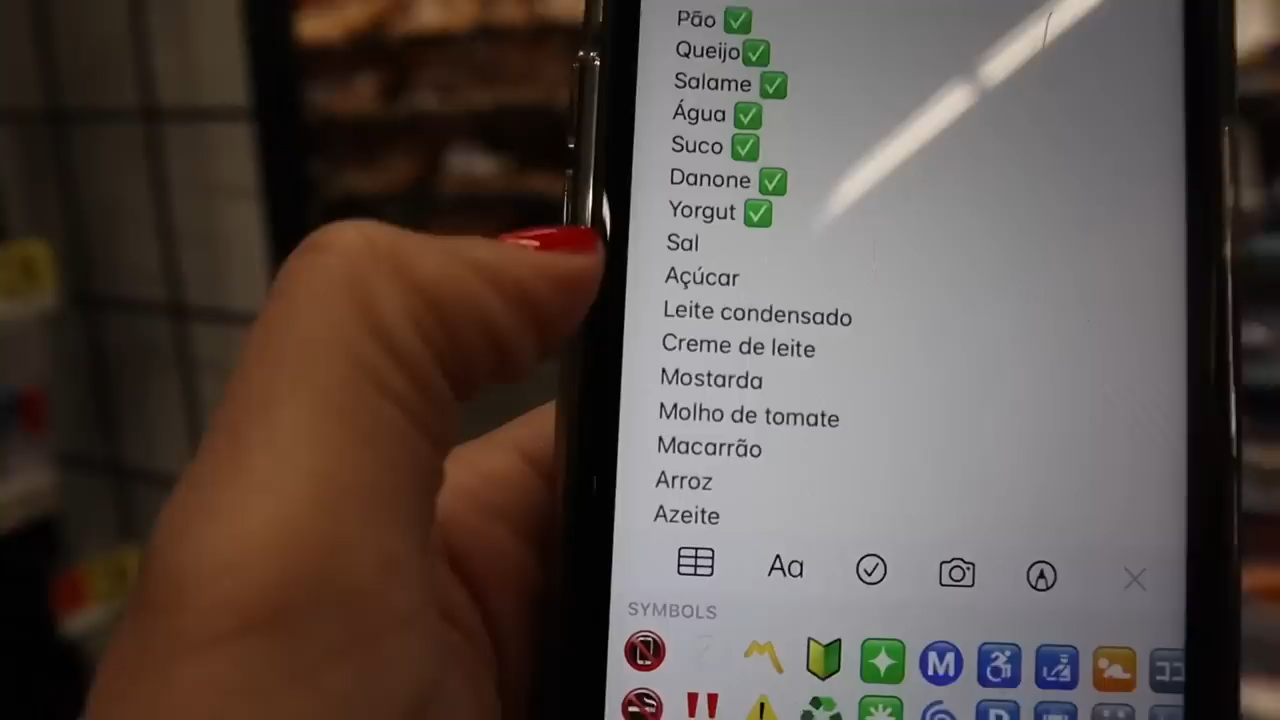 Pão ✅
Queijo✅
Salame ✅
Água ✅
Suco ✅
Danone ✅
Yorgut ✅
Sal
Açúcar
Leite condensado
Creme de leite
Mostarda
Molho de tomate
Macarrão
Arroz
Azeite
Aa
SYMBOLS